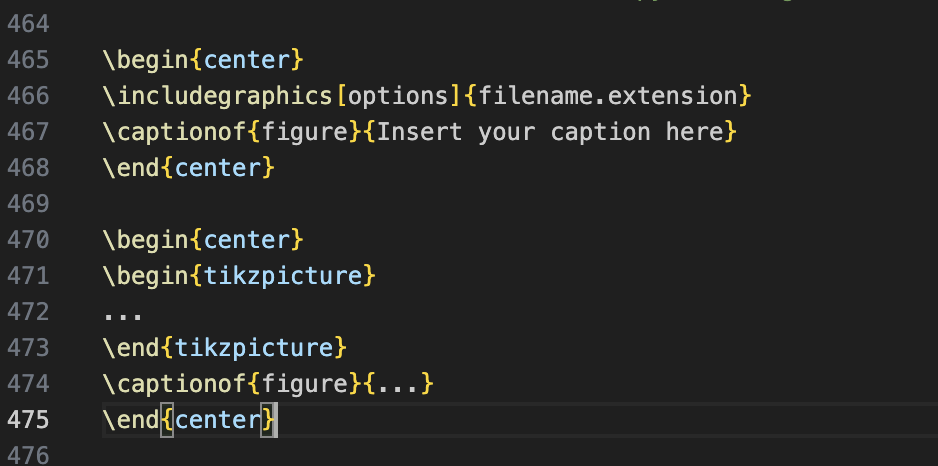 464
465 \begin{center}
466 \includegraphics[options]{filename.extension}
467 \captionof{figure}{Insert your caption here}
468 \end{center}
469
470 \begin{center}
471 \begin{tikzpicture}
472 ...
473 \end{tikzpicture}
474 \captionof{figure}{...}
475 \end{center}
476